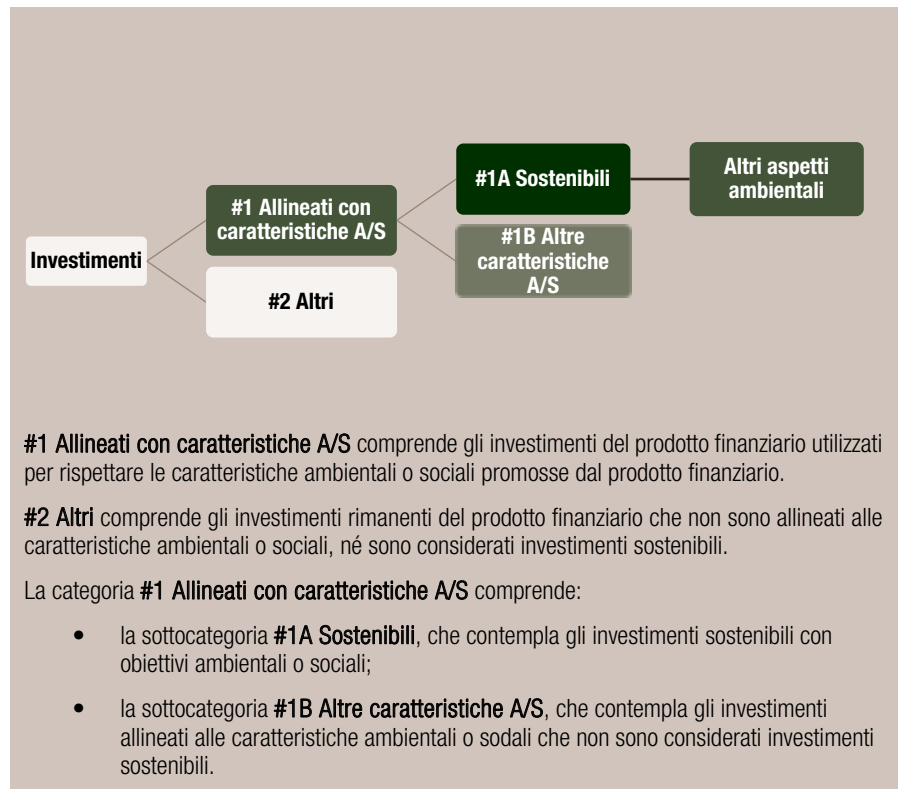 #1A Sostenibili
Altri aspetti
ambientali
#1 Allineati con
caratteristiche A/S
#1B Altre
caratteristiche
A/S
Investimenti
#2 Altri
#1 Allineati con caratteristiche A/S comprende gli investimenti del prodotto finanziario utilizzati
per rispettare le caratteristiche ambientali o sociali promosse dal prodotto finanziario.
#2 Altri comprende gli investimenti rimanenti del prodotto finanziario che non sono allineati alle
caratteristiche ambientali o sociali, né sono considerati investimenti sostenibili.
La categoria #1 Allineati con caratteristiche A/S comprende:
• la sottocategoria #1A Sostenibili, che contempla gli investimenti sostenibili con
obiettivi ambientali o sociali;
• la sottocategoria #1B Altre caratteristiche A/S, che contempla gli investimenti
allineati alle caratteristiche ambientali o sodali che non sono considerati investimenti
sostenibili.